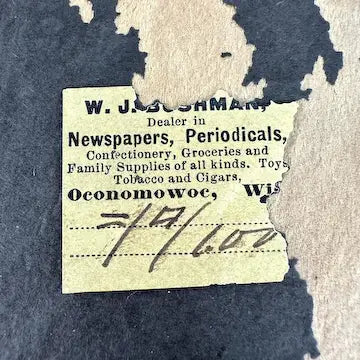 W. J. BUSHMAN,
Dealer in
Newspapers, Periodicals,
Confectionery, Groceries and
Family Supplies of all kinds. Toys
Tobacco and Cigars,
Oconomowoc, Wis